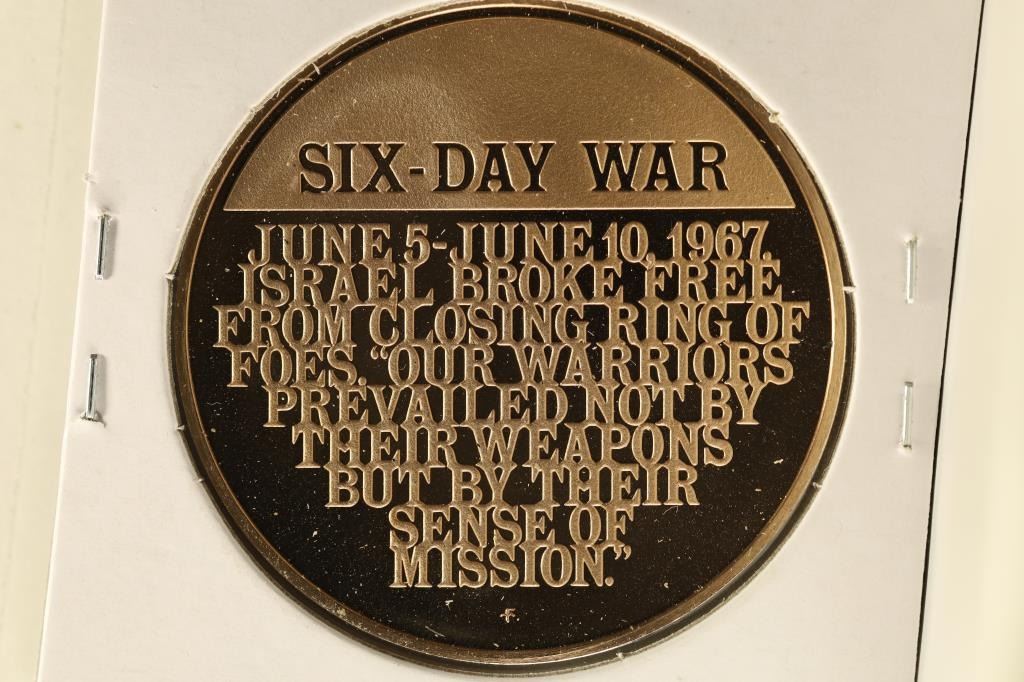 SIX-DAY WAR
JUNE 5-JUNE 10, 1967.
ISRAEL BROKE FREE
FROM CLOSING RING OF
FOES. “OUR WARRIORS
PREVAILED NOT BY
THEIR WEAPONS
BUT BY THEIR
SENSE OF
MISSION.”
F